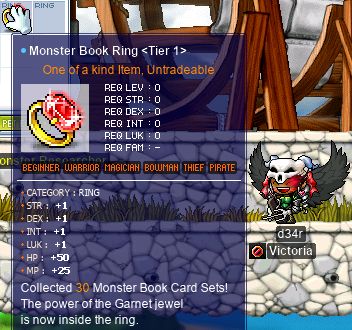 RING
Monster Book Ring <Tier 1>
One of a kind Item, Untradeable
REQ LEV : 0
REQ STR : 0
REQ DEX : 0
REQ INT : 0
REQ LUK : 0
REQ FAM : -
BEGINNER WARRIOR MAGICIAN BOWMAN THIEF PIRATE
Monster Researcher
· CATEGORY : RING
· STR : +1
· DEX : +1
· INT : +1
· LUK : +1
· HP : +50
· MP : +25
Collected 30 Monster Book Card Sets!
The power of the Garnet jewel
is now inside the ring.
d34r
Victoria